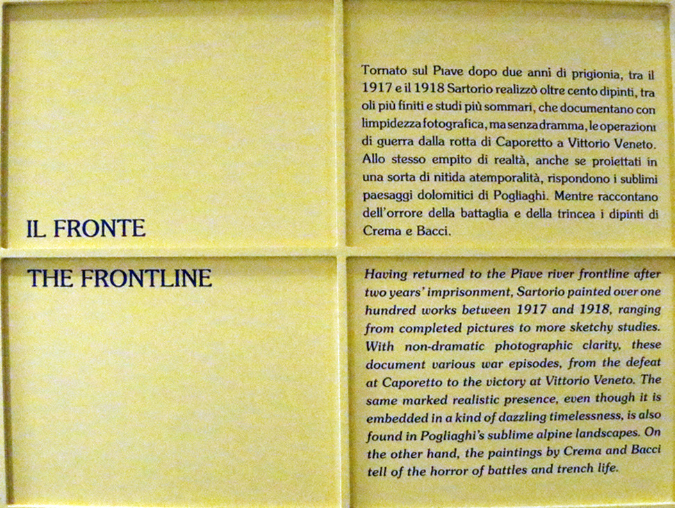 IL FRONTE
Tornato sul Piave dopo due anni di prigionia, tra il
1917 e il 1918 Sartorio realizzò oltre cento dipinti, tra
oli più finiti e studi più sommari, che documentano con
limpidezza fotografica, ma senza dramma, le operazioni
di guerra dalla rotta di Caporetto a Vittorio Veneto.
Allo stesso empito di realtà, anche se proiettati in
una sorta di nitida atemporalità, rispondono i sublimi
paesaggi dolomitici di Pogliaghi. Mentre raccontano
dell'orrore della battaglia e della trincea i dipinti di
Crema e Bacci.
THE FRONTLINE
Having returned to the Piave river frontline after
two years' imprisonment, Sartorio painted over one
hundred works between 1917 and 1918, ranging
from completed pictures to more sketchy studies.
With non-dramatic photographic clarity, these
document various war episodes, from the defeat
at Caporetto to the victory at Vittorio Veneto. The
same marked realistic presence, even though it is
embedded in a kind of dazzling timelessness, is also
found in Pogliaghi's sublime alpine landscapes. On
the other hand, the paintings by Crema and Bacci
tell of the horror of battles and trench life.